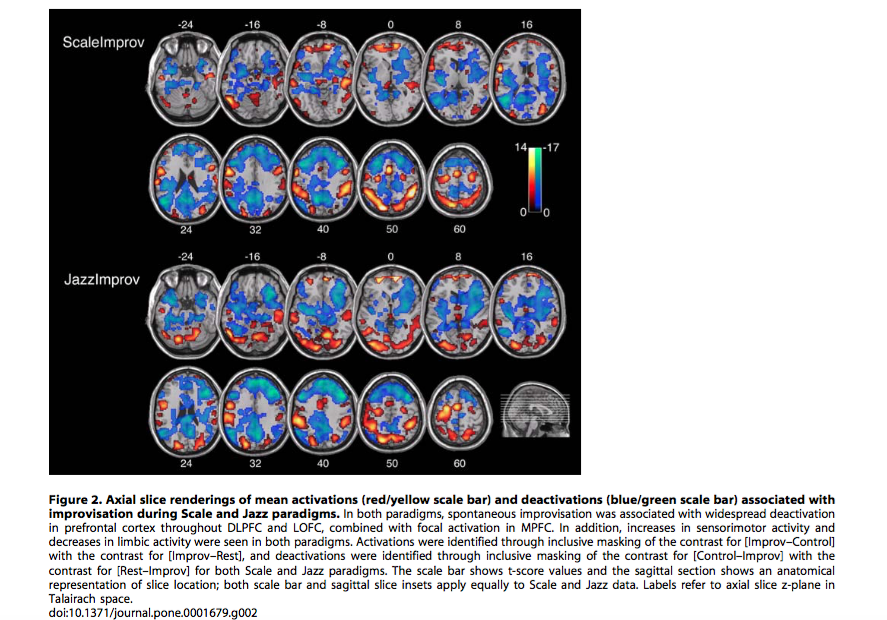 -24 -16 -8 0 8 16
ScaleImprov
14 -17
0 0
24 32 40 50 60
-24 -16 -8 0 8 16
JazzImprov
24 32 40 50 60
Figure 2. Axial slice renderings of mean activations (red/yellow scale bar) and deactivations (blue/green scale bar) associated with
improvisation during Scale and Jazz paradigms. In both paradigms, spontaneous improvisation was associated with widespread deactivation
in prefrontal cortex throughout DLPFC and LOFC, combined with focal activation in MPFC. In addition, increases in sensorimotor activity and
decreases in limbic activity were seen in both paradigms. Activations were identified through inclusive masking of the contrast for [Improv–Control]
with the contrast for [Improv–Rest], and deactivations were identified through inclusive masking of the contrast for [Control–Improv] with the
contrast for [Rest–Improv] for both Scale and Jazz paradigms. The scale bar shows t-score values and the sagittal section shows an anatomical
representation of slice location; both scale bar and sagittal slice insets apply equally to Scale and Jazz data. Labels refer to axial slice z-plane in
Talairach space.
doi:10.1371/journal.pone.0001679.g002